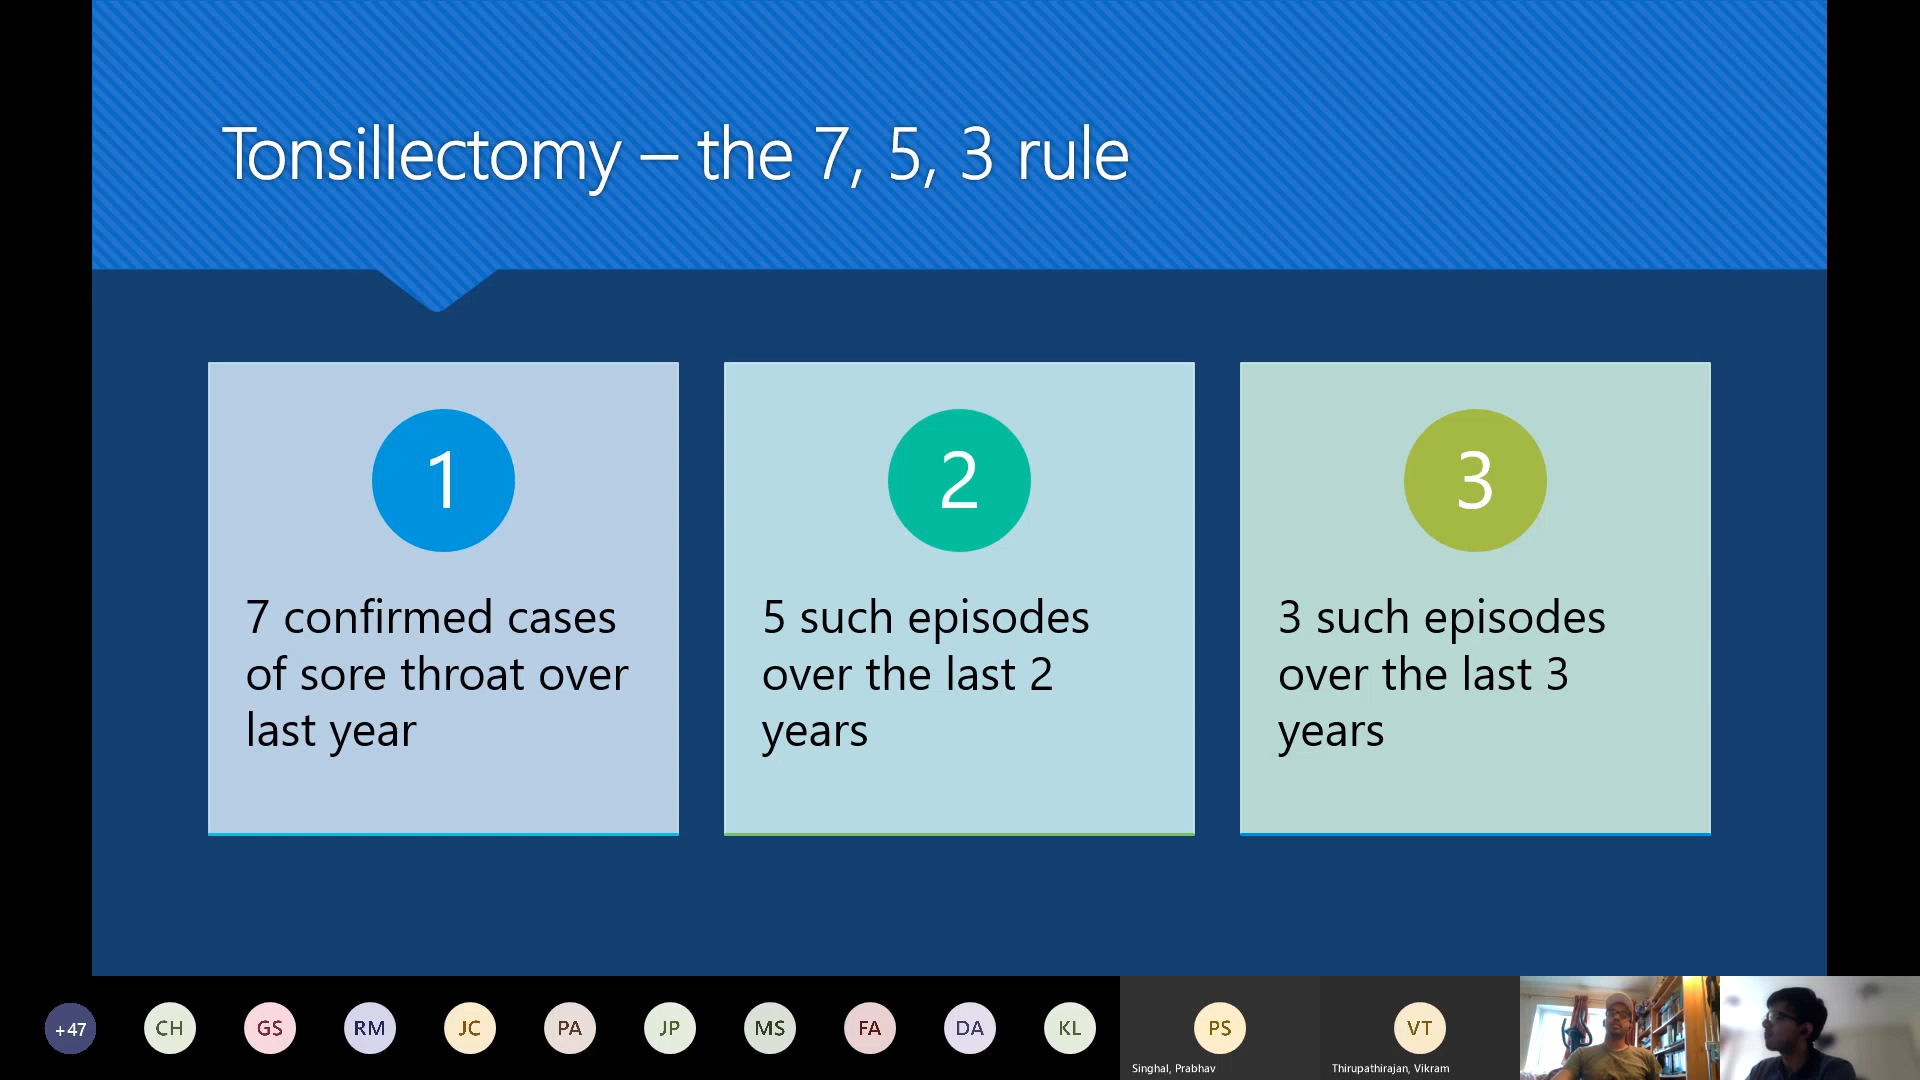 Tonsillectomy – the 7, 5, 3 rule
1
7 confirmed cases
of sore throat over
last year
2
5 such episodes
over the last 2
years
3
3 such episodes
over the last 3
years
+47
CH
GS
RM
JC
PA
JP
MS
FA
DA
KL
PS
Singhal, Prabhav
VT
Thirupathirajan, Vikram